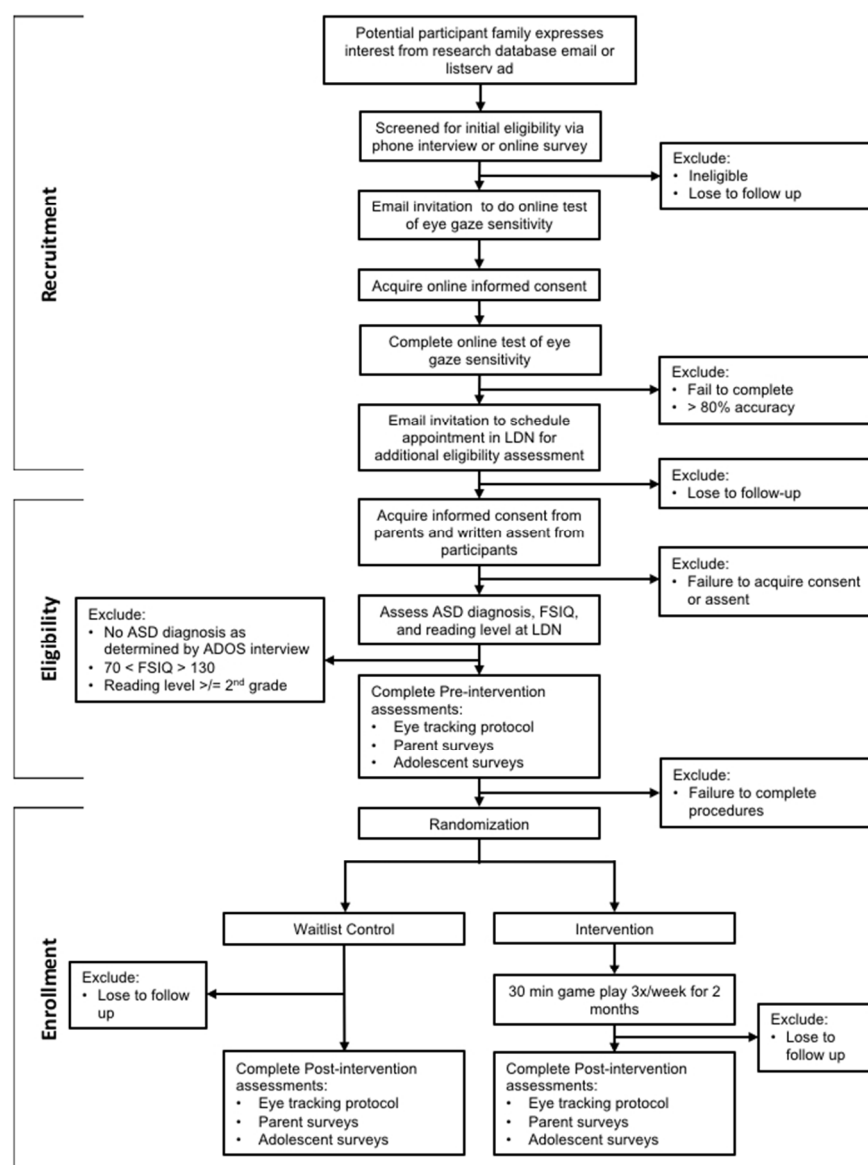 Recruitment
Potential participant family expresses
interest from research database email or
listserv ad
Screened for initial eligibility via
phone interview or online survey
Exclude:
• Ineligible
• Lose to follow up
Email invitation to do online test
of eye gaze sensitivity
Acquire online informed consent
Complete online test of eye
gaze sensitivity
Exclude:
• Fail to complete
• > 80% accuracy
Email invitation to schedule
appointment in LDN for
additional eligibility assessment
Exclude:
• Lose to follow-up
Eligibility
Acquire informed consent from
parents and written assent from
participants
Exclude:
• Failure to acquire consent
or assent
Assess ASD diagnosis, FSIQ,
and reading level at LDN
Exclude:
• No ASD diagnosis as
determined by ADOS interview
• 70 < FSIQ > 130
• Reading level >/= 2nd grade
Complete Pre-intervention
assessments:
• Eye tracking protocol
• Parent surveys
• Adolescent surveys
Exclude:
• Failure to complete
procedures
Enrollment
Randomization
Waitlist Control
Intervention
Exclude:
• Lose to follow
up
30 min game play 3x/week for 2
months
Exclude:
• Lose to
follow up
Complete Post-intervention
assessments:
• Eye tracking protocol
• Parent surveys
• Adolescent surveys
Complete Post-intervention
assessments:
• Eye tracking protocol
• Parent surveys
• Adolescent surveys